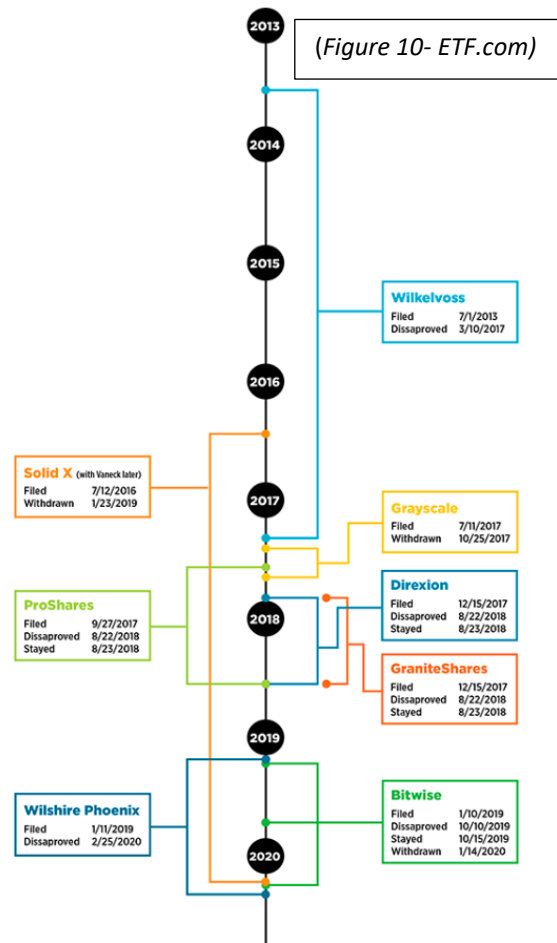 2013
(Figure 10- ETF.com)
2014
2015
Wilkelvoss
Filed 7/1/2013
Dissaproved 3/10/2017
2016
Solid X (with Vaneck later)
Filed 7/12/2016
Withdrawn 1/23/2019
2017
Grayscale
Filed 7/11/2017
Withdrawn 10/25/2017
ProShares
Filed 9/27/2017
Dissaproved 8/22/2018
Stayed 8/23/2018
Direxion
Filed 12/15/2017
Dissaproved 8/22/2018
Stayed 8/23/2018
2018
GraniteShares
Filed 12/15/2017
Dissaproved 8/22/2018
Stayed 8/23/2018
2019
Wilshire Phoenix
Filed 1/11/2019
Dissaproved 2/25/2020
Bitwise
Filed 1/10/2019
Dissaproved 10/10/2019
Stayed 10/15/2019
Withdrawn 1/14/2020
2020